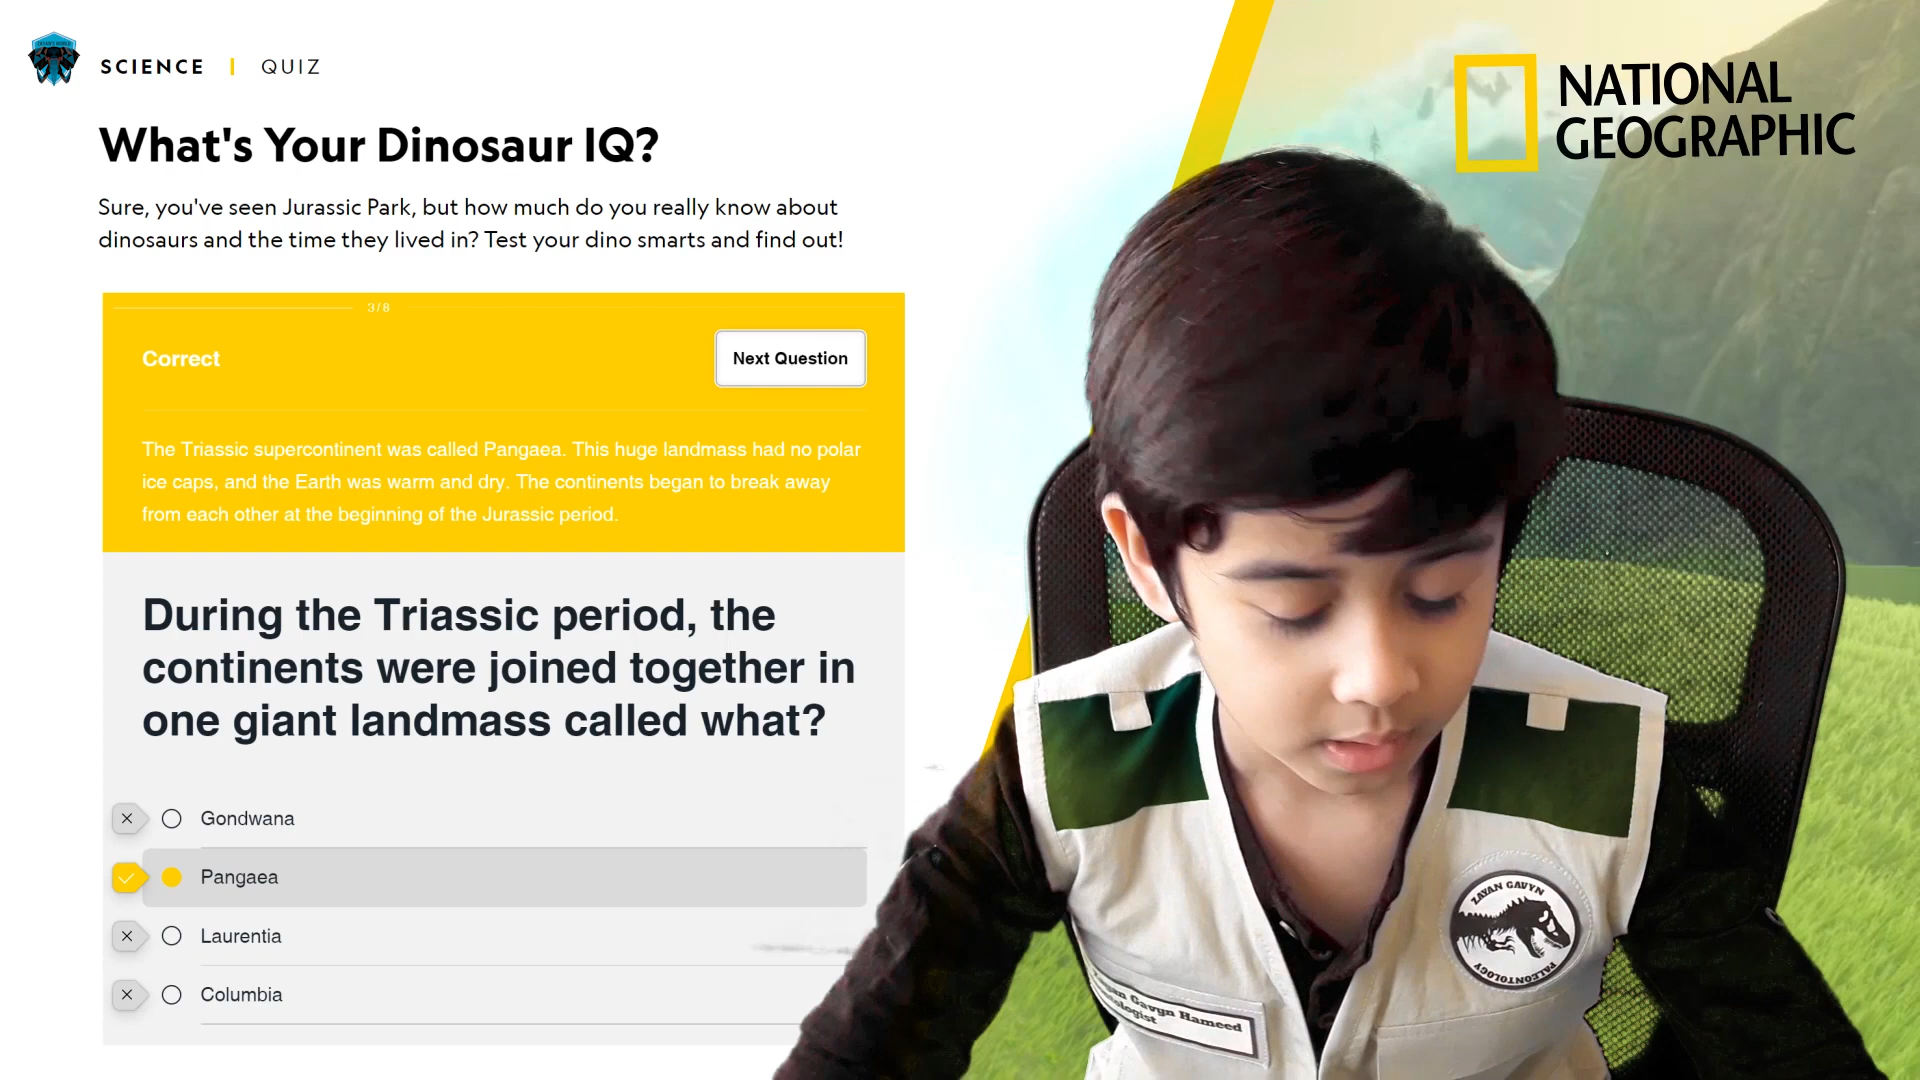 SCIENCE | QUIZ
NATIONAL
GEOGRAPHIC
What's Your Dinosaur IQ?
Sure, you've seen Jurassic Park, but how much do you really know about
dinosaurs and the time they lived in? Test your dino smarts and find out!
3/8
Correct
Next Question
The Triassic supercontinent was called Pangaea. This huge landmass had no polar
ice caps, and the Earth was warm and dry. The continents began to break away
from each other at the beginning of the Jurassic period.
During the Triassic period, the
continents were joined together in
one giant landmass called what?
Gondwana
Pangaea
Laurentia
Columbia
ZAYAN GAVYN
PALEONTOLOGY
Gavyn Hameed